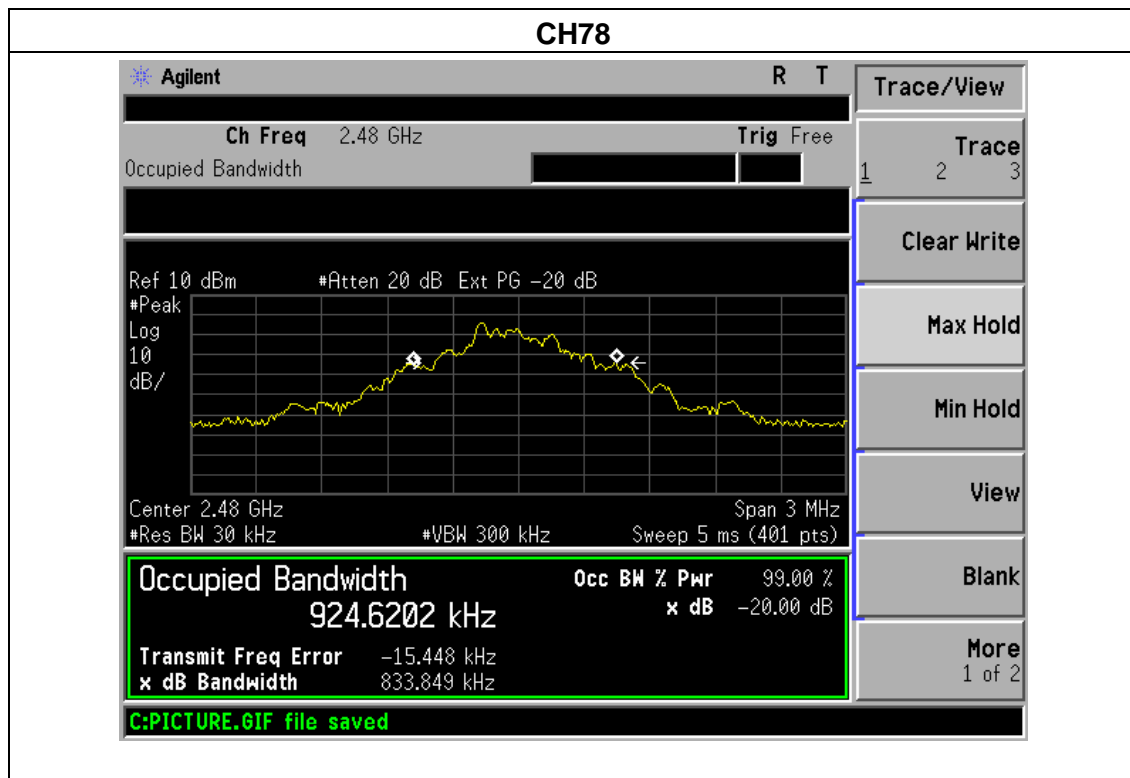 CH78
Agilent R T
Ch Freq 2.48 GHz Trig Free
Occupied Bandwidth
Ref 10 dBm #Atten 20 dB Ext PG -20 dB
#Peak
Log
10
dB/
Center 2.48 GHz Span 3 MHz
#Res BW 30 kHz #VBW 300 kHz Sweep 5 ms (401 pts)
Occupied Bandwidth Occ BW % Pwr 99.00 %
924.6202 kHz x dB -20.00 dB
Transmit Freq Error -15.448 kHz
x dB Bandwidth 833.849 kHz
C:PICTURE.GIF file saved
Trace/View
Trace
1 2 3
Clear Write
Max Hold
Min Hold
View
Blank
More
1 of 2